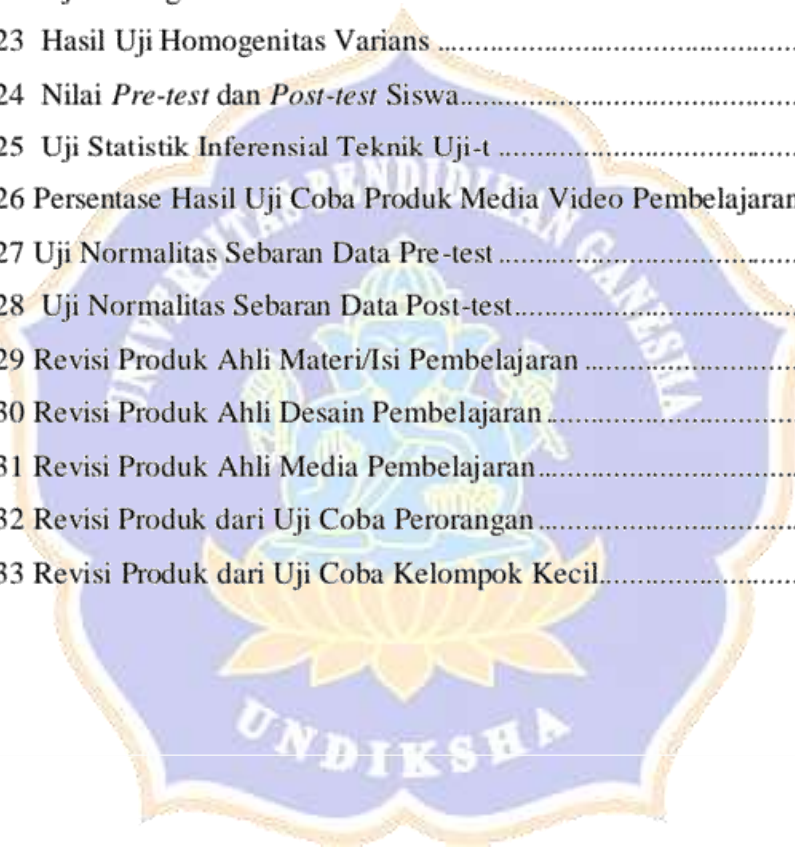 23 Hasil Uji Homogenitas Varians ........................................
24 Nilai Pre-test dan Post-test Siswa........................................
25 Uji Statistik Inferensial Teknik Uji-t ........................................
26 Persentase Hasil Uji Coba Produk Media Video Pembelajaran
27 Uji Normalitas Sebaran Data Pre-test ........................................
28 Uji Normalitas Sebaran Data Post-test........................................
29 Revisi Produk Ahli Materi/Isi Pembelajaran ........................................
30 Revisi Produk Ahli Desain Pembelajaran........................................
31 Revisi Produk Ahli Media Pembelajaran........................................
32 Revisi Produk dari Uji Coba Perorangan ........................................
33 Revisi Produk dari Uji Coba Kelompok Kecil........................................
UNIVERSITAS PENDIDIKAN GANESHA
UNDIKSHA